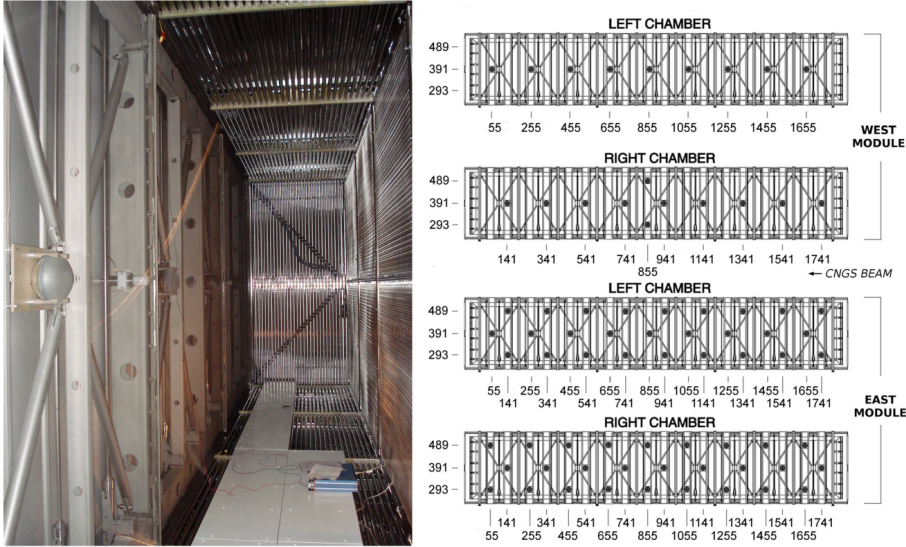 LEFT CHAMBER
489
391
293
55 255 455 655 855 1055 1255 1455 1655
WEST
MODULE
RIGHT CHAMBER
489
391
293
141 341 541 741 941 1141 1341 1541 1741
855
← CNGS BEAM
LEFT CHAMBER
489
391
293
55 255 455 655 855 1055 1255 1455 1655
141 341 541 741 941 1141 1341 1541 1741
EAST
MODULE
RIGHT CHAMBER
489
391
293
141 341 541 741 941 1141 1341 1541 1741
55 255 455 655 855 1055 1255 1455 1655